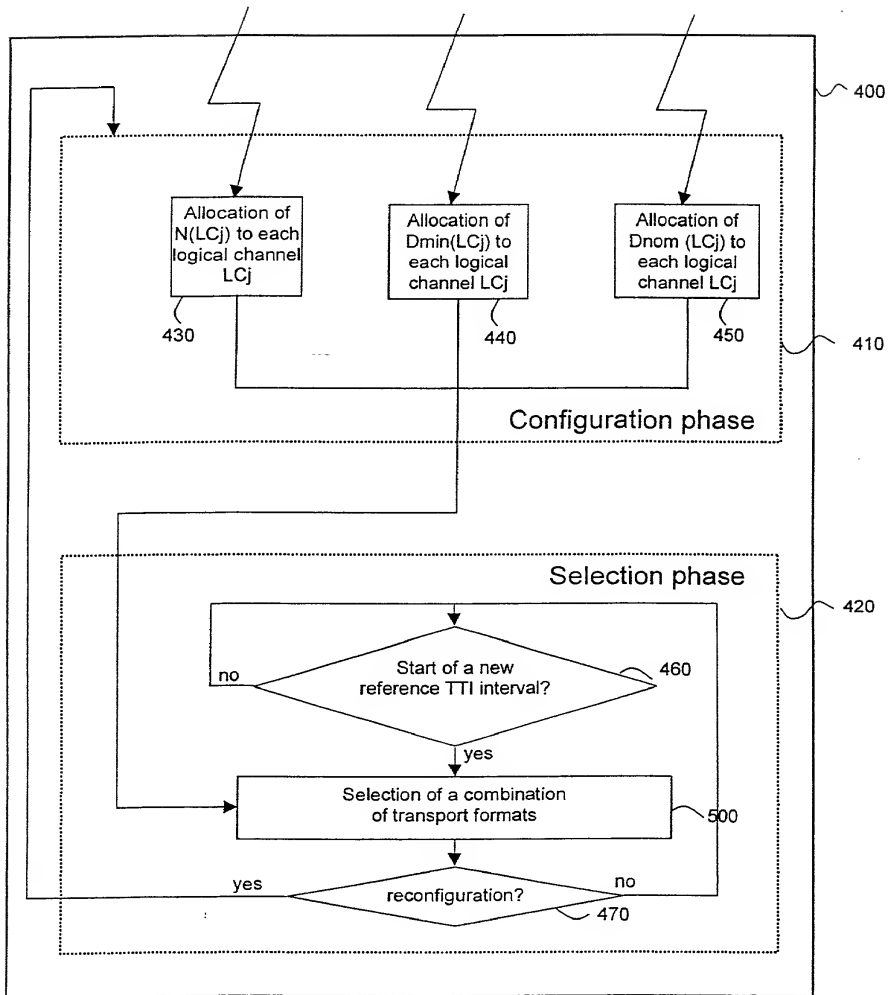 400
Allocation of
N(LCj) to each
logical channel
LCj
430
Allocation of
Dmin(LCj) to
each logical
channel LCj
440
Allocation of
Dnom (LCj) to
each logical
channel LCj
450
410
Configuration phase
Selection phase
420
Start of a new
reference TTI interval?
460
no
yes
Selection of a combination
of transport formats
500
reconfiguration?
yes
no
470